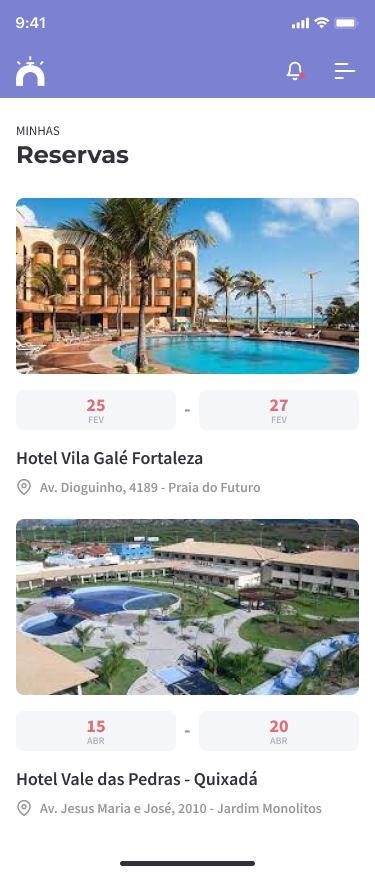 9:41
MINHAS
Reservas
25
FEV
-
27
FEV
Hotel Vila Galé Fortaleza
Av. Dioguinho, 4189 - Praia do Futuro
15
ABR
-
20
ABR
Hotel Vale das Pedras - Quixadá
Av. Jesus Maria e José, 2010 - Jardim Monolitos